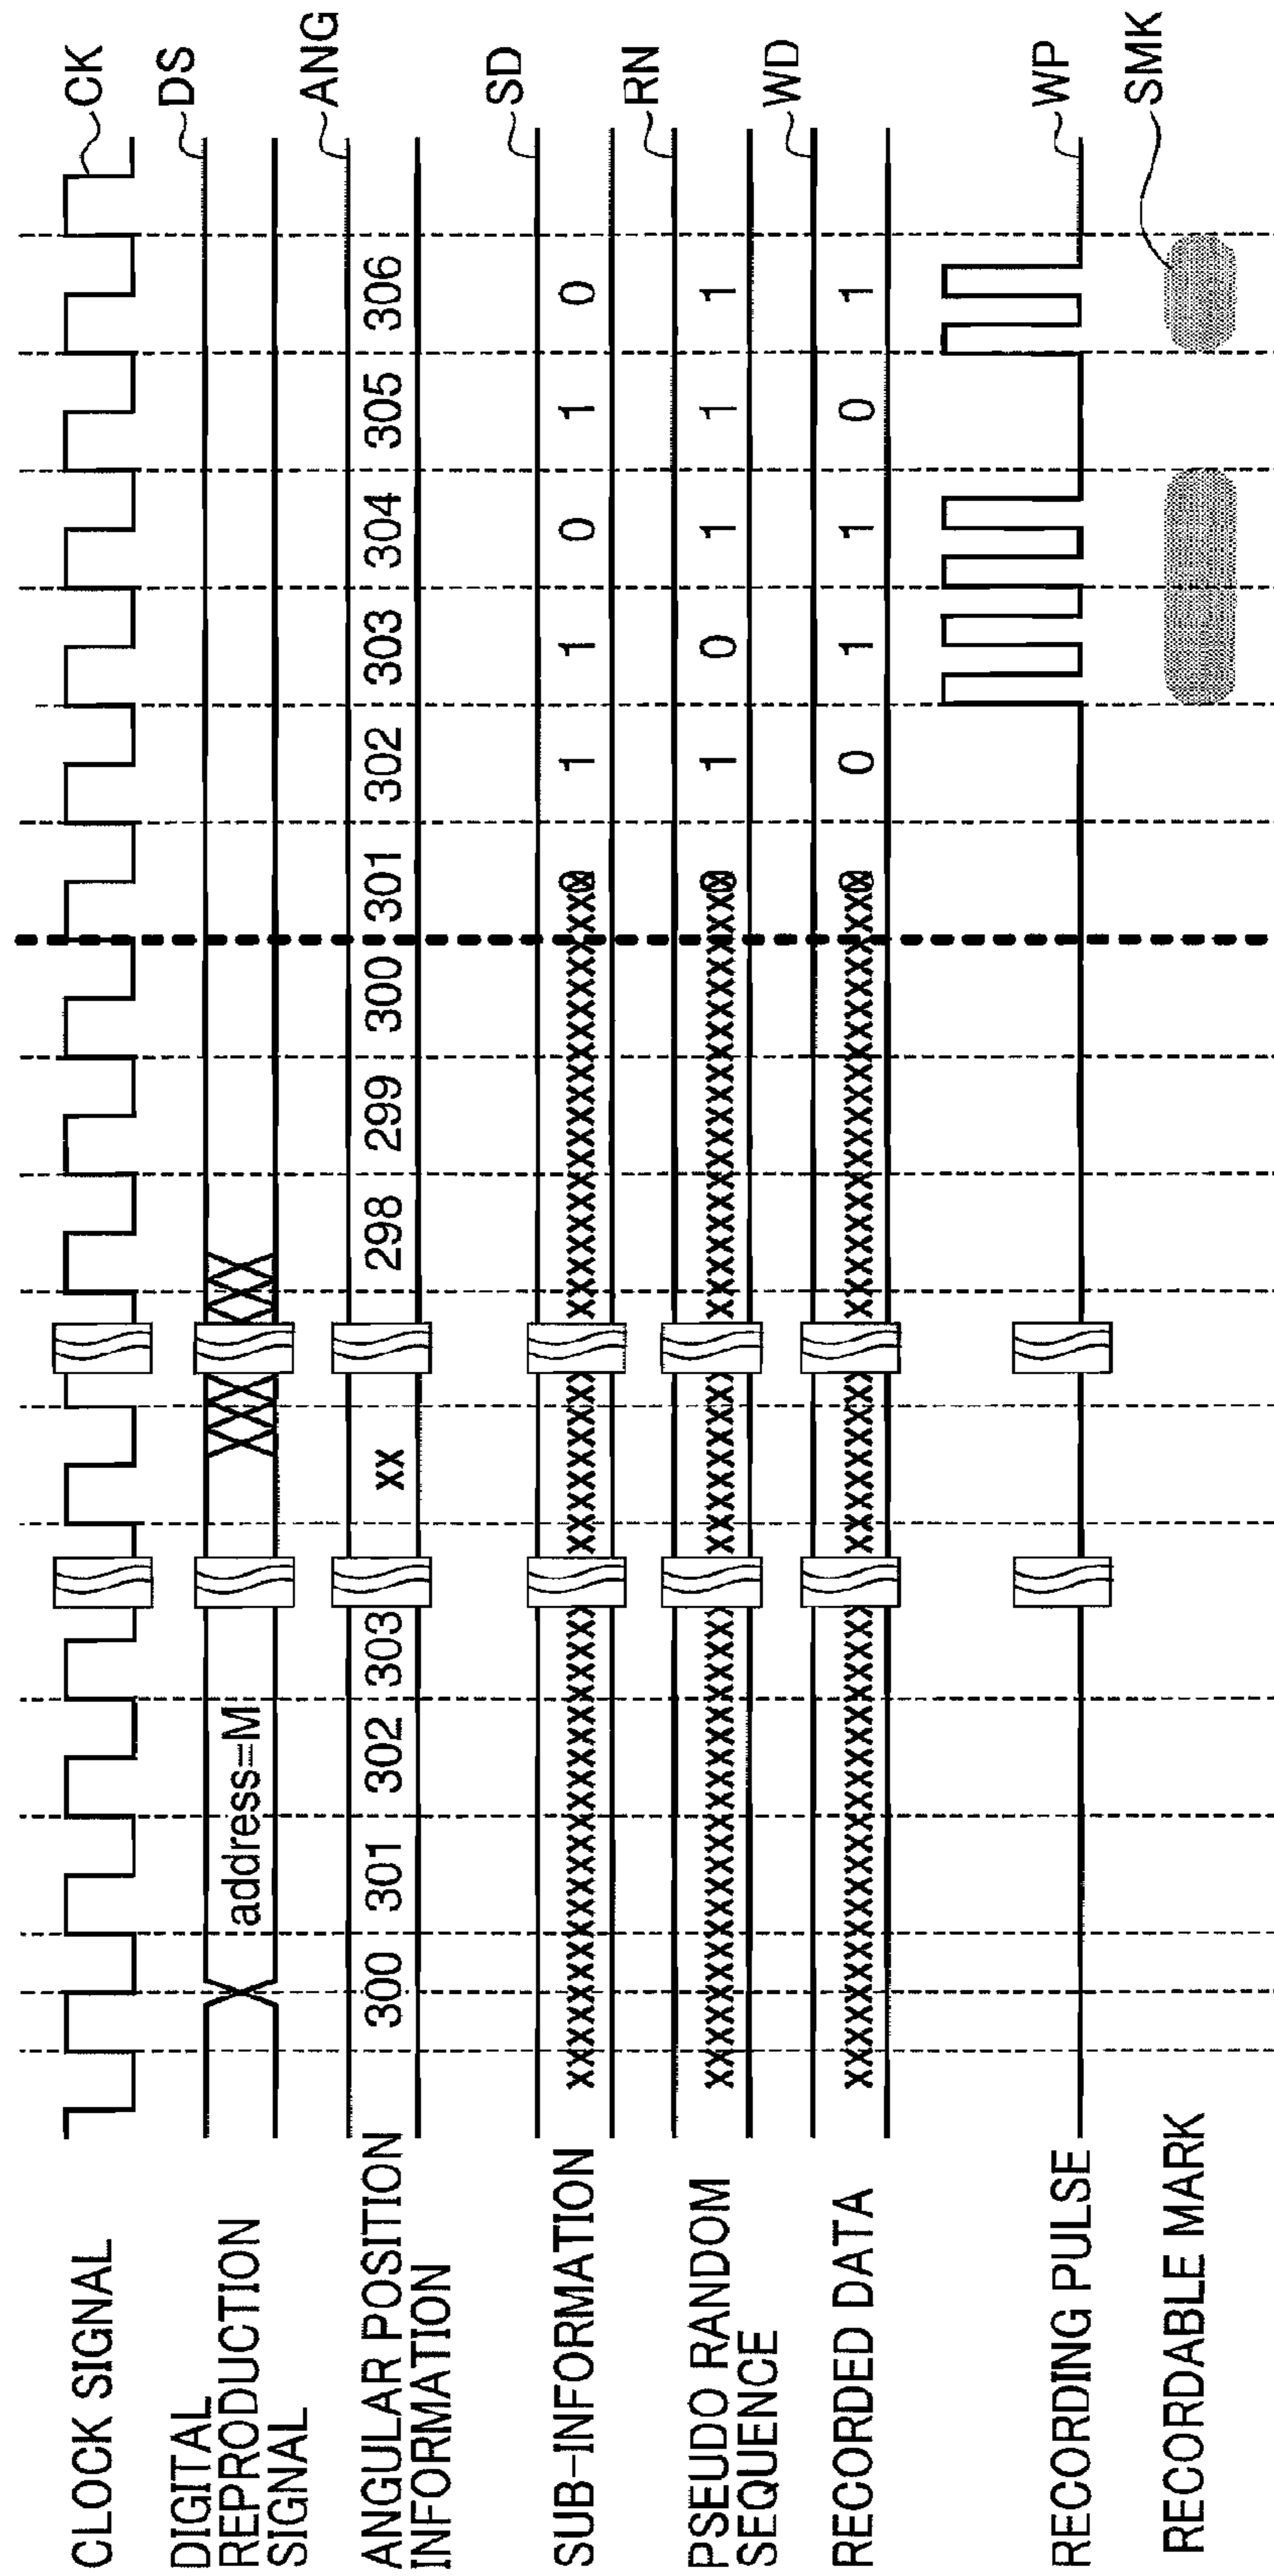 CLOCK SIGNAL
CK
DIGITAL
REPRODUCTION
SIGNAL
address=M
DS
ANGULAR POSITION
INFORMATION
300 301 302 303 xx 298 299 300 301 302 303 304 305 306
ANG
SUB-INFORMATION
1 1 0 1 0
SD
PSEUDO RANDOM
SEQUENCE
1 0 1 1 1
RN
RECORDED DATA
0 1 1 0 1
WD
RECORDING PULSE
WP
RECORDABLE MARK
SMK